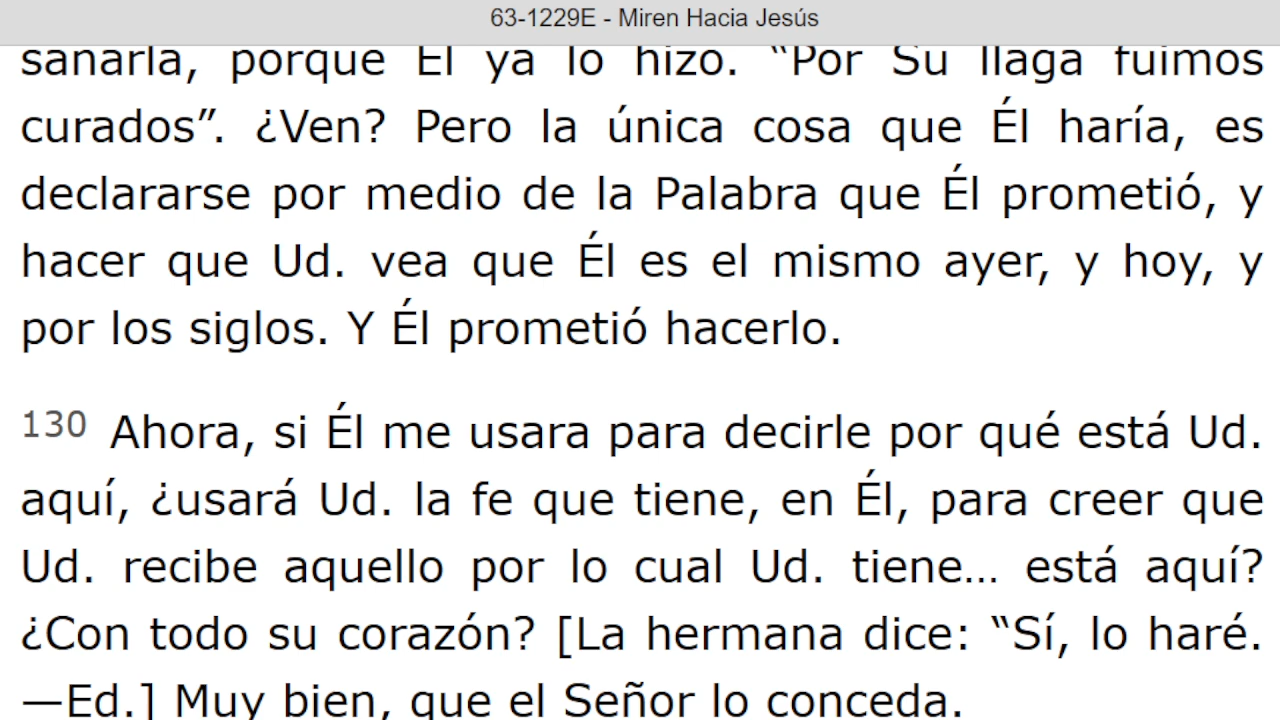 63-1229E - Miren Hacia Jesús
sanarla, porque Él ya lo hizo. “Por Su llaga fuimos
curados”. ¿Ven? Pero la única cosa que Él haría, es
declararse por medio de la Palabra que Él prometió, y
hacer que Ud. vea que Él es el mismo ayer, y hoy, y
por los siglos. Y Él prometió hacerlo.
130 Ahora, si Él me usara para decirle por qué está Ud.
aquí, ¿usará Ud. la fe que tiene, en Él, para creer que
Ud. recibe aquello por lo cual Ud. tiene… está aquí?
¿Con todo su corazón? [La hermana dice: “Sí, lo haré.
—Ed.] Muy bien, que el Señor lo conceda.